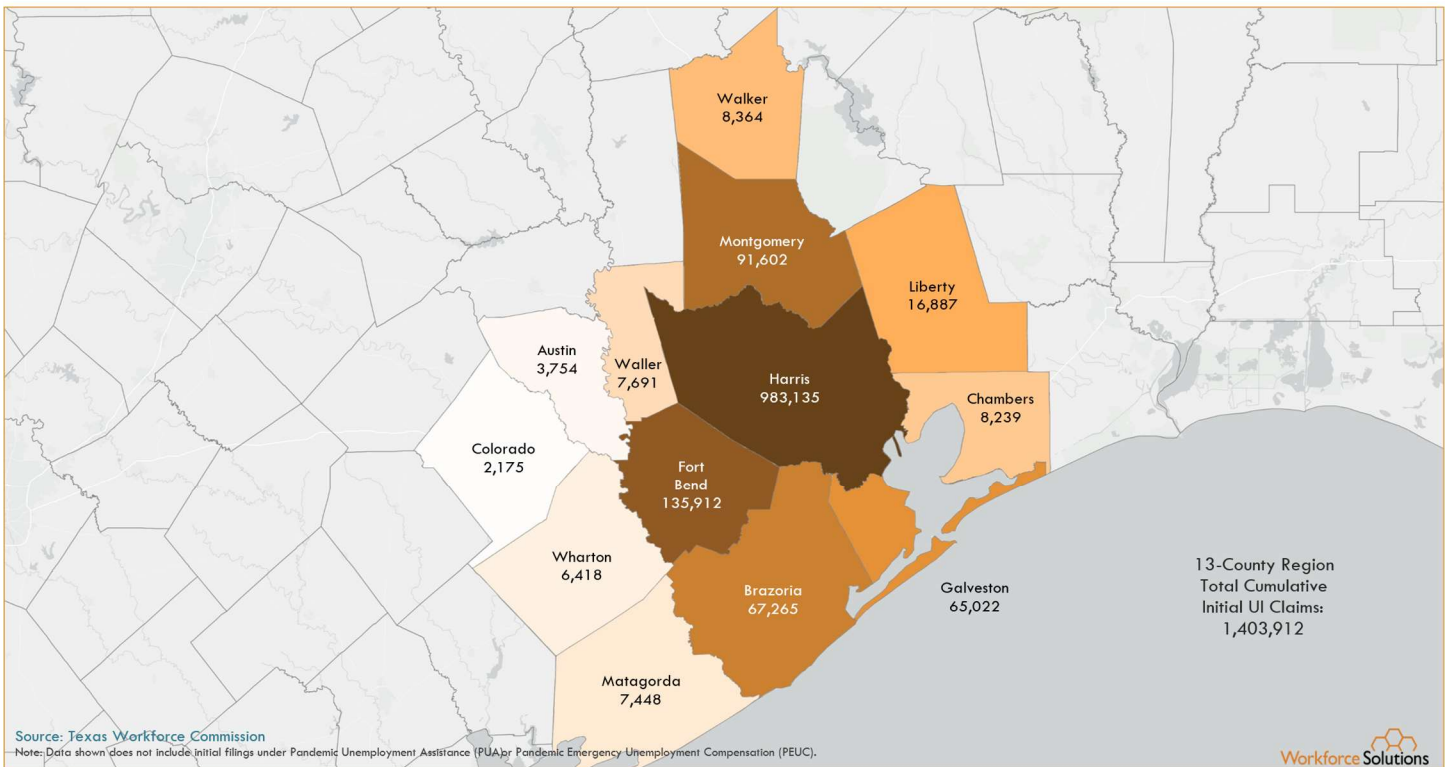 Walker
8,364
Montgomery
91,602
Liberty
16,887
Austin
3,754
Waller
7,691
Harris
983,135
Chambers
8,239
Colorado
2,175
Fort
Bend
135,912
Wharton
6,418
Brazoria
67,265
Galveston
65,022
Matagorda
7,448
13-County Region
Total Cumulative
Initial UI Claims:
1,403,912
Source: Texas Workforce Commission
Note: Data shown does not include initial filings under Pandemic Unemployment Assistance (PUA)or Pandemic Emergency Unemployment Compensation (PEUC).
Workforce Solutions